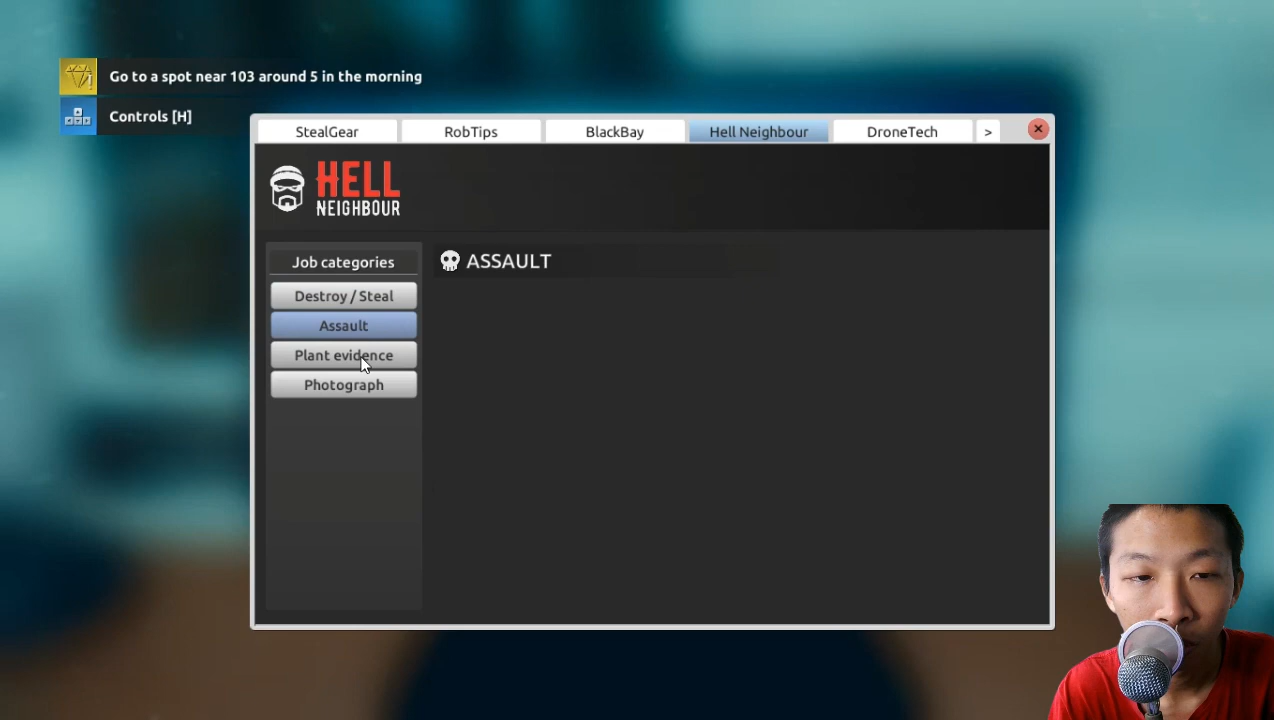 Go to a spot near 103 around 5 in the morning
Controls [H]
StealGear
RobTips
BlackBay
Hell Neighbour
DroneTech
>
HELL
NEIGHBOUR
Job categories
Destroy / Steal
Assault
Plant evidence
Photograph
ASSAULT